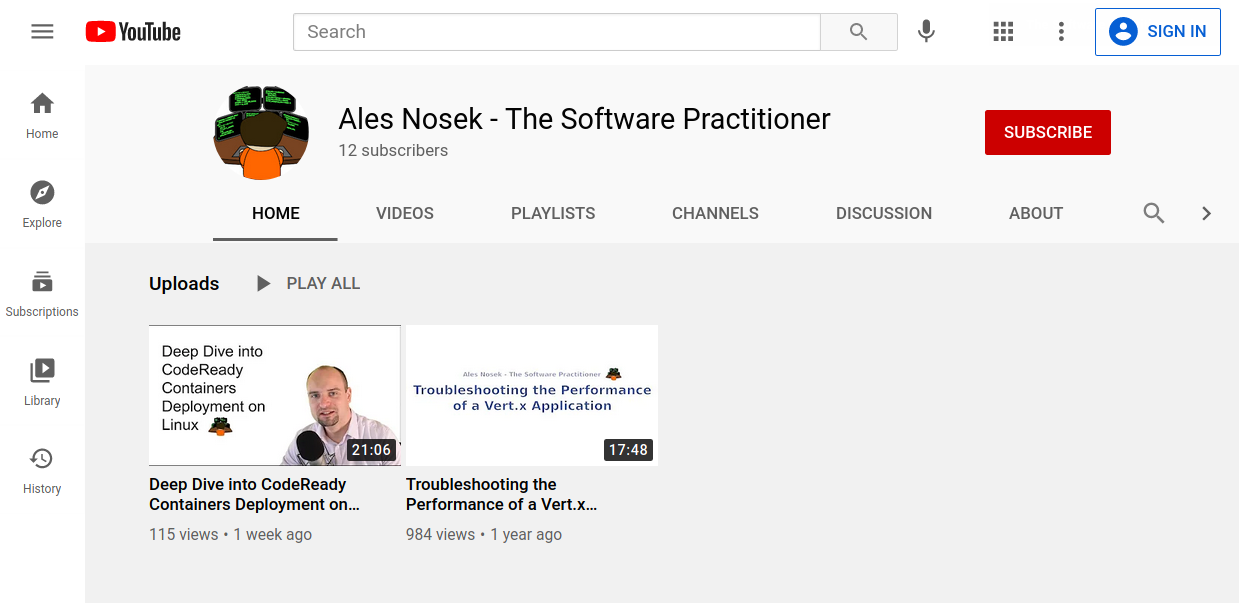 YouTube
Search
SIGN IN
Home
Explore
Subscriptions
Library
History
Ales Nosek - The Software Practitioner
12 subscribers
SUBSCRIBE
HOME VIDEOS PLAYLISTS CHANNELS DISCUSSION ABOUT
Uploads PLAY ALL
Deep Dive into
CodeReady
Containers
Deployment on
Linux
21:06
Ales Nosek - The Software Practitioner
Troubleshooting the Performance
of a Vert.x Application
17:48
Deep Dive into CodeReady
Containers Deployment on...
115 views • 1 week ago
Troubleshooting the
Performance of a Vert.x...
984 views • 1 year ago